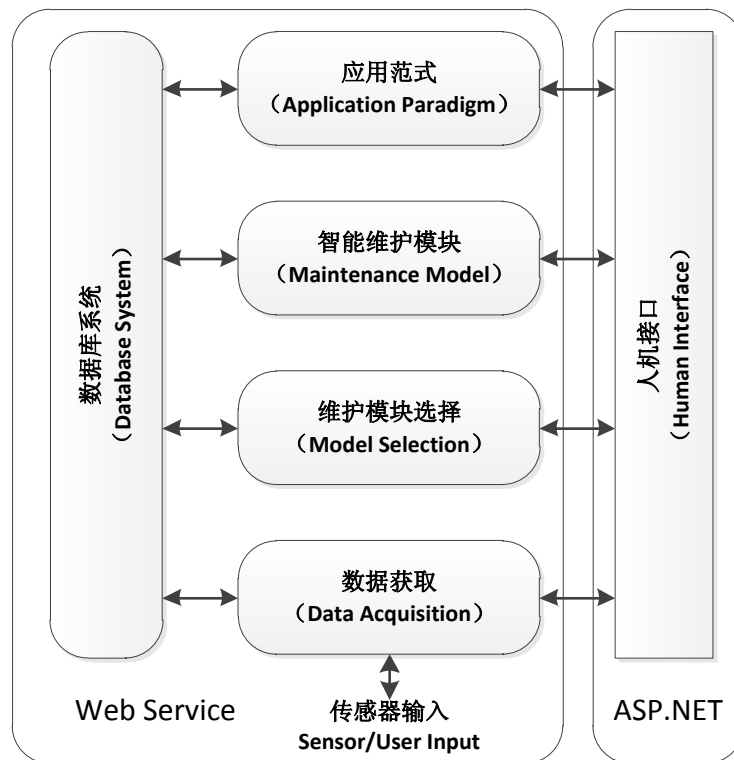 应用范式
（Application Paradigm）
智能维护模块
（Maintenance Model）
维护模块选择
（Model Selection）
数据获取
（Data Acquisition）
数据库系统
（Database System）
人机接口
（Human Interface）
传感器输入
Sensor/User Input
Web Service
ASP.NET